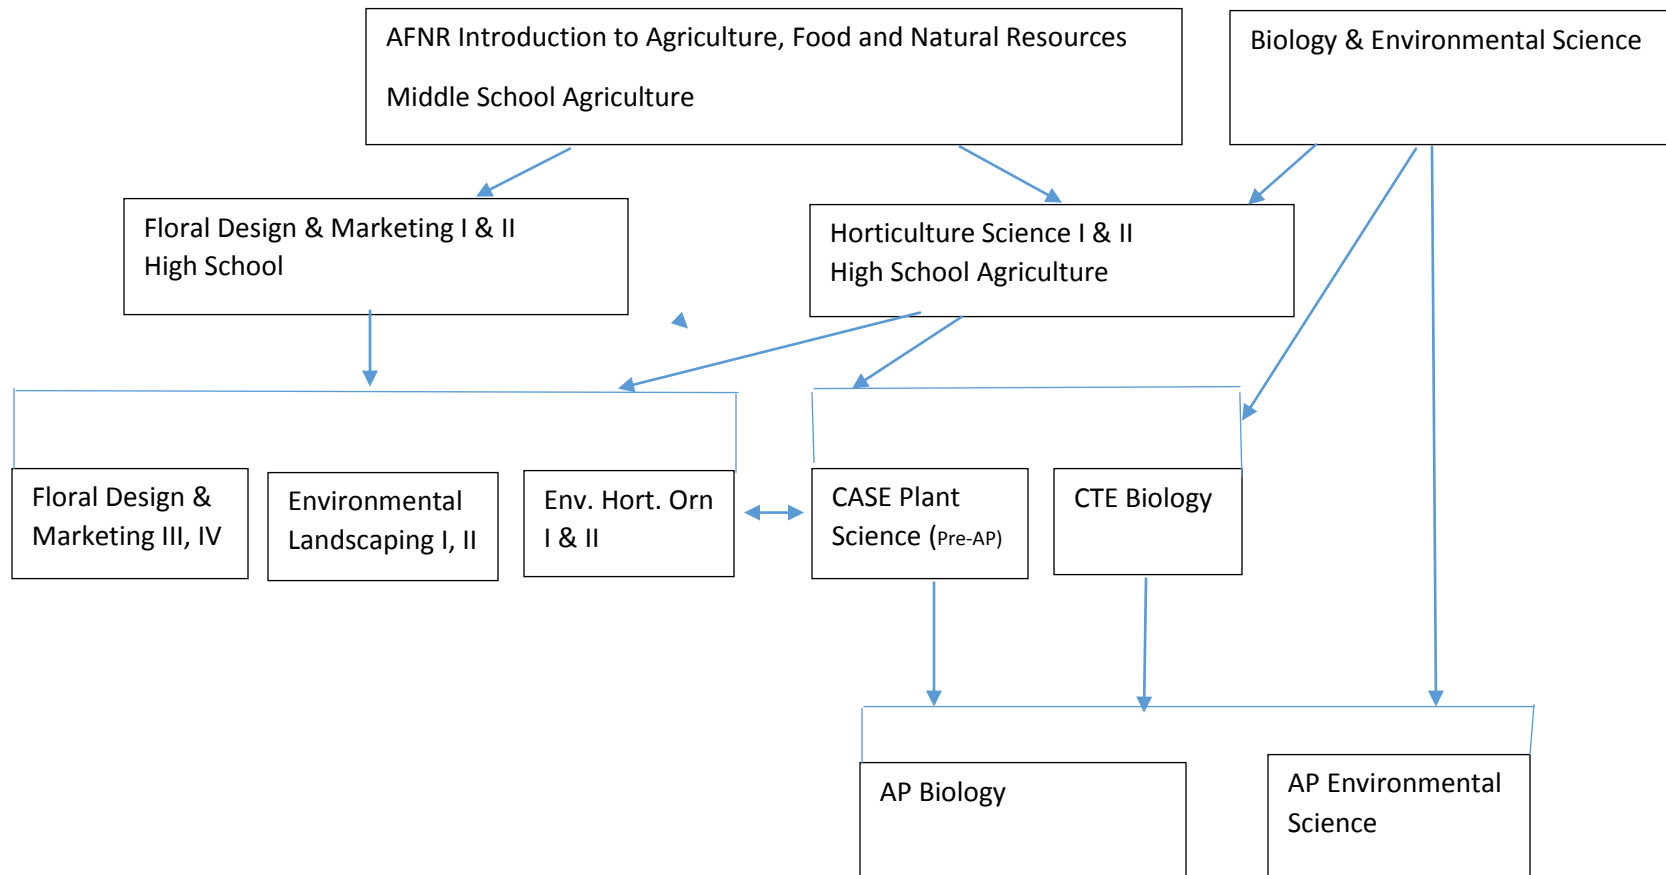 AFNR Introduction to Agriculture, Food and Natural Resources
Middle School Agriculture
Biology & Environmental Science
Floral Design & Marketing I & II
High School
Horticulture Science I & II
High School Agriculture
Floral Design &
Marketing III, IV
Environmental
Landscaping I, II
Env. Hort. Orn
I & II
CASE Plant
Science (Pre-AP)
CTE Biology
AP Biology
AP Environmental
Science